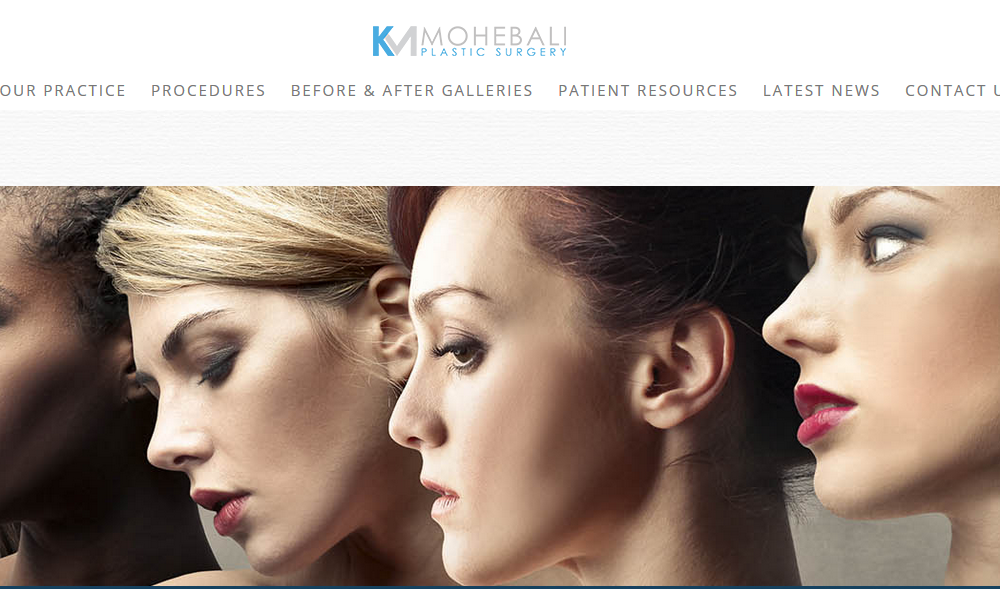 KM MOHEBALI
PLASTIC SURGERY
OUR PRACTICE PROCEDURES BEFORE & AFTER GALLERIES PATIENT RESOURCES LATEST NEWS CONTACT U